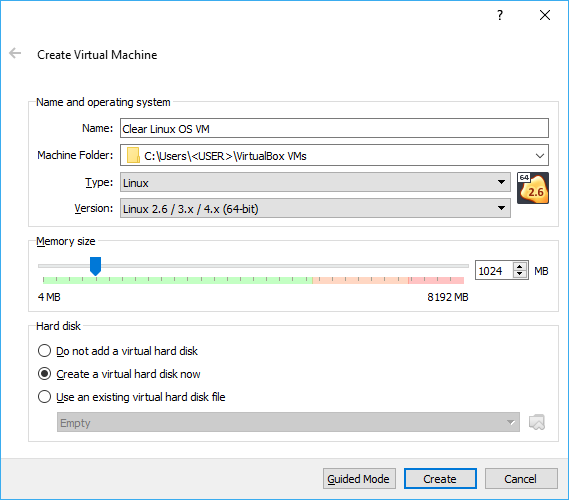 ?
Create Virtual Machine
Name and operating system
Name: Clear Linux OS VM
Machine Folder: C:\Users\<USER>\VirtualBox VMs
Type: Linux
64
2.6
Version: Linux 2.6 / 3.x / 4.x (64-bit)
Memory size
1024 MB
4 MB 8192 MB
Hard disk
Do not add a virtual hard disk
Create a virtual hard disk now
Use an existing virtual hard disk file
Empty
Guided Mode Create Cancel